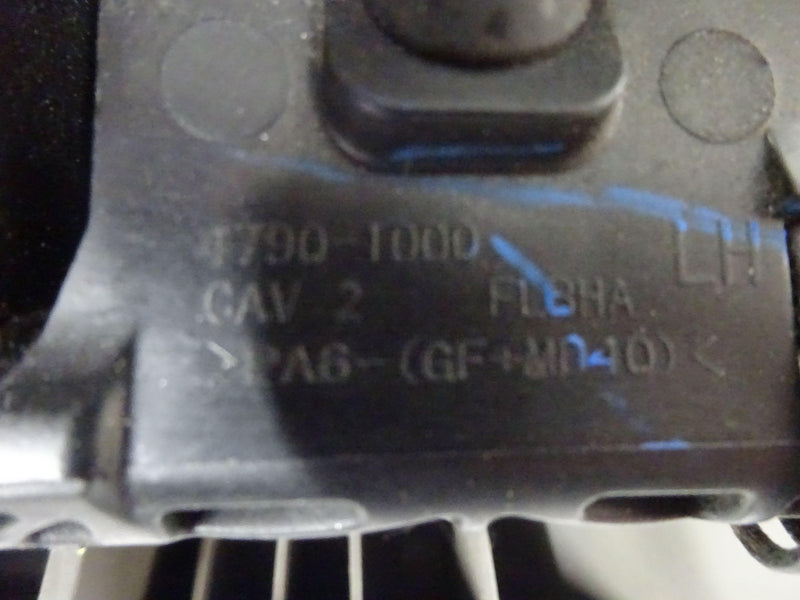 4790-1000
LH
CAV 2 FLBHA
>PA6-(GF+MD40)<